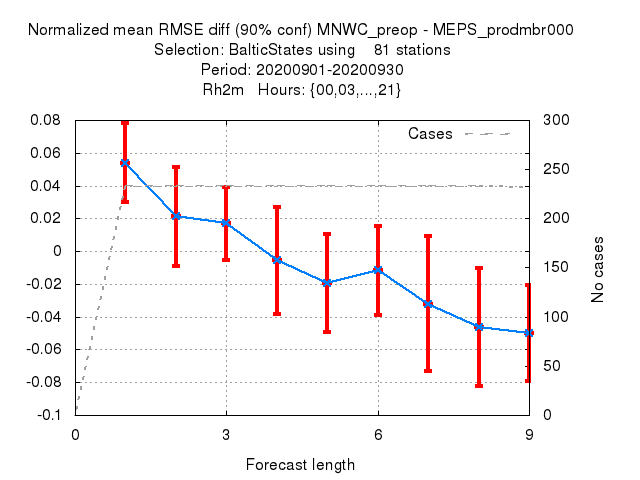 Normalized mean RMSE diff (90% conf) MNWC_preop - MEPS_prodmbr000
Selection: BalticStates using 81 stations
Period: 20200901-20200930
Rh2m Hours: {00,03,...,21}
Cases
0.08
0.06
0.04
0.02
0
-0.02
-0.04
-0.06
-0.08
-0.1
300
250
200
150
100
50
0
No cases
0 3 6 9
Forecast length